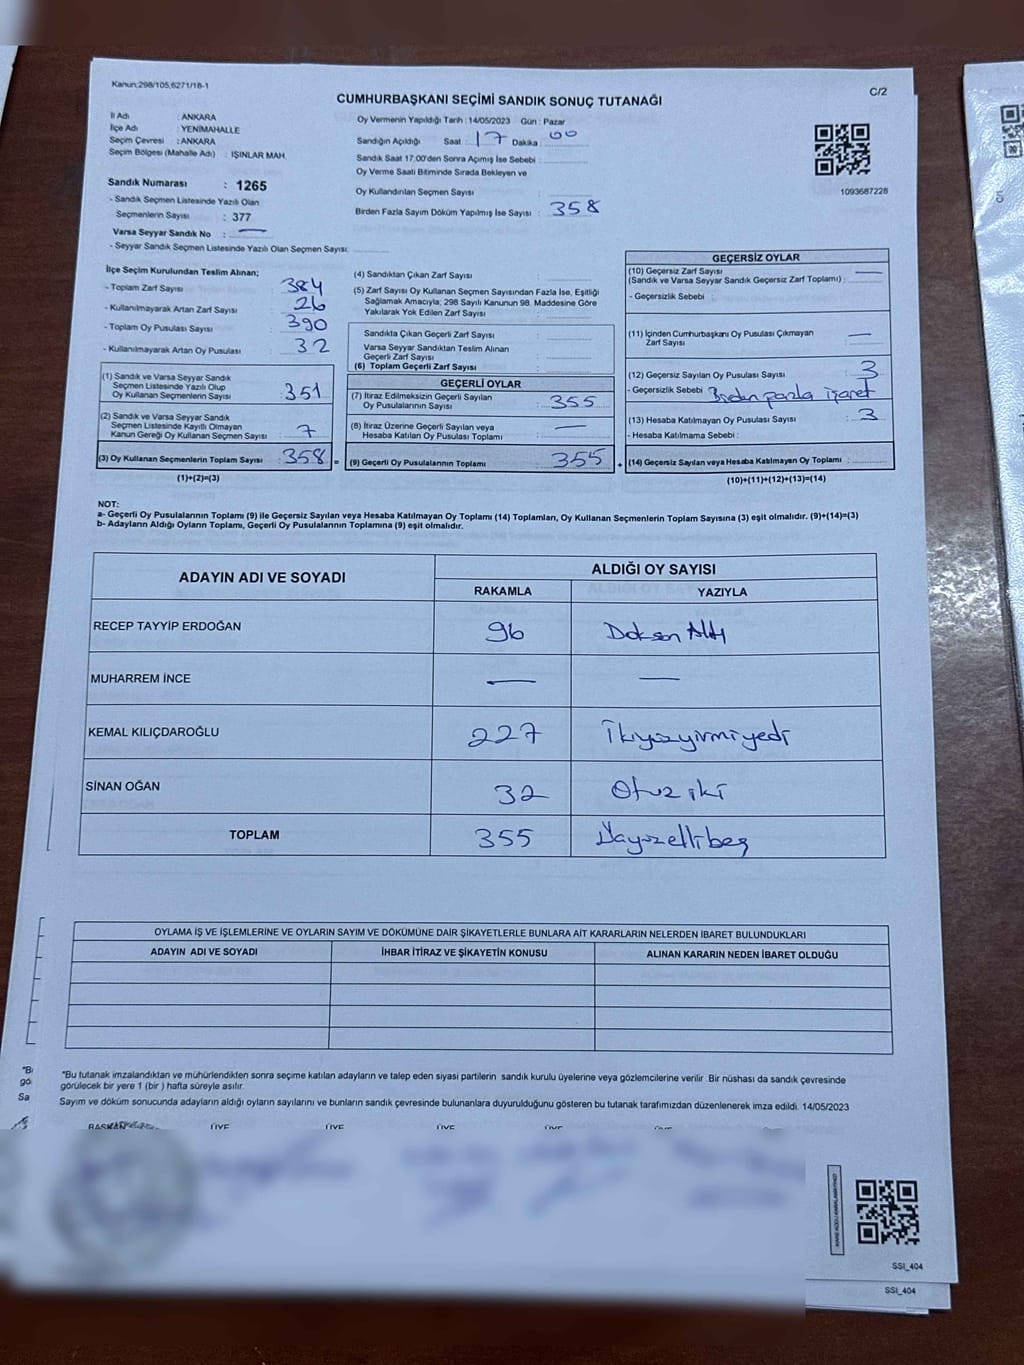 Kanun:298/105,6271/18-1
C/2
CUMHURBAŞKANI SEÇİMİ SANDIK SONUÇ TUTANAĞI
İl Adı : ANKARA
İlçe Adı : YENİMAHALLE
Seçim Çevresi : ANKARA
Seçim Bölgesi (Mahalle Adı) : IŞINLAR MAH.
Sandık Numarası : 1265
- Sandık Seçmen Listesinde Yazılı Olan
Seçmenlerin Sayısı : 377
Varsa Seyyar Sandık No : —
- Seyyar Sandık Seçmen Listesinde Yazılı Olan Seçmen Sayısı:
Oy Vermenin Yapıldığı Tarih :14/05/2023 Gün : Pazar
Sandığın Açıldığı Saat : 17 Dakika : 00
Sandık Saat 17.00'den Sonra Açımış İse Sebebi :
Oy Verme Saati Bitiminde Sırada Bekleyen ve
Oy Kullandırılan Seçmen Sayısı :
Birden Fazla Sayım Döküm Yapılmış İse Sayısı : 358
1093687228
İlçe Seçim Kurulundan Teslim Alınan;
- Toplam Zarf Sayısı : 384
- Kullanılmayarak Artan Zarf Sayısı : 26
- Toplam Oy Pusulası Sayısı : 390
- Kullanılmayarak Artan Oy Pusulası : 32
(1) Sandık ve Varsa Seyyar Sandık
Seçmen Listesinde Yazılı Olup
Oy Kullanan Seçmenlerin Sayısı : 351
(2) Sandık ve Varsa Seyyar Sandık
Seçmen Listesinde Kayıtlı Olmayan
Kanun Gereği Oy Kullanan Seçmen Sayısı : 7
(3) Oy Kullanan Seçmenlerin Toplam Sayısı : 358 =
(1)+(2)=(3)
(4) Sandıktan Çıkan Zarf Sayısı :
(5) Zarf Sayısı Oy Kullanan Seçmen Sayısından Fazla İse, Eşitliği
Sağlamak Amacıyla; 298 Sayılı Kanunun 98. Maddesine Göre
Yakılarak Yok Edilen Zarf Sayısı :
Sandıkta Çıkan Geçerli Zarf Sayısı :
Varsa Seyyar Sandıktan Teslim Alınan
Geçerli Zarf Sayısı :
(6) Toplam Geçerli Zarf Sayısı :
GEÇERLİ OYLAR
(7) İtiraz Edilmeksizin Geçerli Sayılan
Oy Pusulalarının Sayısı : 355
(8) İtiraz Üzerine Geçerli Sayılan veya
Hesaba Katılan Oy Pusulası Toplamı : —
(9) Geçerli Oy Pusulalarının Toplamı : 355 +
GEÇERSİZ OYLAR
(10) Geçersiz Zarf Sayısı : —
(Sandık ve Varsa Seyyar Sandık Geçersiz Zarf Toplamı)
- Geçersizlik Sebebi :
(11) İçinden Cumhurbaşkanı Oy Pusulası Çıkmayan
Zarf Sayısı : —
(12) Geçersiz Sayılan Oy Pusulası Sayısı : 3
- Geçersizlik Sebebi : Birden fazla işaret
(13) Hesaba Katılmayan Oy Pusulası Sayısı : 3
- Hesaba Katılmama Sebebi :
(14) Geçersiz Sayılan veya Hesaba Katılmayan Oy Toplamı :
(10)+(11)+(12)+(13)=(14)
NOT:
a- Geçerli Oy Pusulalarının Toplamı (9) ile Geçersiz Sayılan veya Hesaba Katılmayan Oy Toplamı (14) Toplamları, Oy Kullanan Seçmenlerin Toplam Sayısına (3) eşit olmalıdır. (9)+(14)=(3)
b- Adayların Aldığı Oyların Toplamı, Geçerli Oy Pusulalarının Toplamına (9) eşit olmalıdır.
ADAYIN ADI VE SOYADI
ALDIĞI OY SAYISI
RAKAMLA YAZIYLA
RECEP TAYYİP ERDOĞAN 96 Doksan Altı
MUHARREM İNCE — —
KEMAL KILIÇDAROĞLU 227 İkiyüzyirmiyedi
SİNAN OĞAN 32 Otuz iki
TOPLAM 355 Üçyüzellibeş
OYLAMA İŞ VE İŞLEMLERİNE VE OYLARIN SAYIM VE DÖKÜMÜNE DAİR ŞİKAYETLERLE BUNLARA AİT KARARLARIN NELERDEN İBARET BULUNDUKLARI
ADAYIN ADI VE SOYADI İHBAR İTİRAZ VE ŞİKAYETİN KONUSU ALINAN KARARIN NEDEN İBARET OLDUĞU
"Bu tutanak imzalandıktan ve mühürlendikten sonra seçime katılan adayların ve talep eden siyasi partilerin sandık kurulu üyelerine veya gözlemcilerine verilir .Bir nüshası da sandık çevresinde
görülecek bir yere 1 (bir ) hafta süreyle asılır.
Sayım ve döküm sonucunda adayların aldığı oyların sayılarını ve bunların sandık çevresinde bulunanlara duyurulduğunu gösteren bu tutanak tarafımızdan düzenlenerek imza edildi. 14/05/2023
BAŞKAN ÜYE ÜYE ÜYE ÜYE
SSI_404
SSI_404